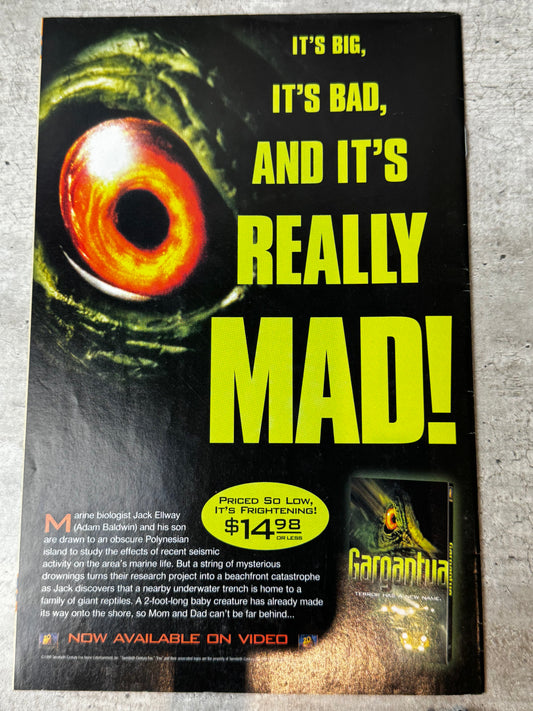 IT'S BIG,
IT'S BAD,
AND IT'S
REALLY
MAD!
PRICED SO LOW,
IT'S FRIGHTENING!
$14.98
OR LESS
Marine biologist Jack Ellway
(Adam Baldwin) and his son
are drawn to an obscure Polynesian
island to study the effects of recent seismic
activity on the area's marine life. But a string of mysterious
drownings turns their research project into a beachfront catastrophe
as Jack discovers that a nearby underwater trench is home to a
family of giant reptiles. A 2-foot-long baby creature has already made
its way onto the shore, so Mom and Dad can't be far behind...
Gargantua
TERROR HAS A NEW NAME.
Gargantua
NOW AVAILABLE ON VIDEO